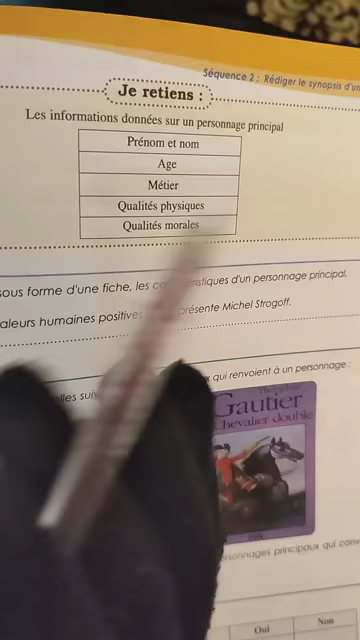 Séquence 2 : Rédiger le synopsis d'un
Je retiens :
Les informations données sur un personnage principal
Prénom et nom
Age
Métier
Qualités physiques
Qualités morales
sous forme d'une fiche, les d'un personnage principal.
aleurs humaines positives présente Michel Strogoff.
qui renvoient à un personnage :
Gautier
Chevalier double
personnages principaux qui
Oui
Non